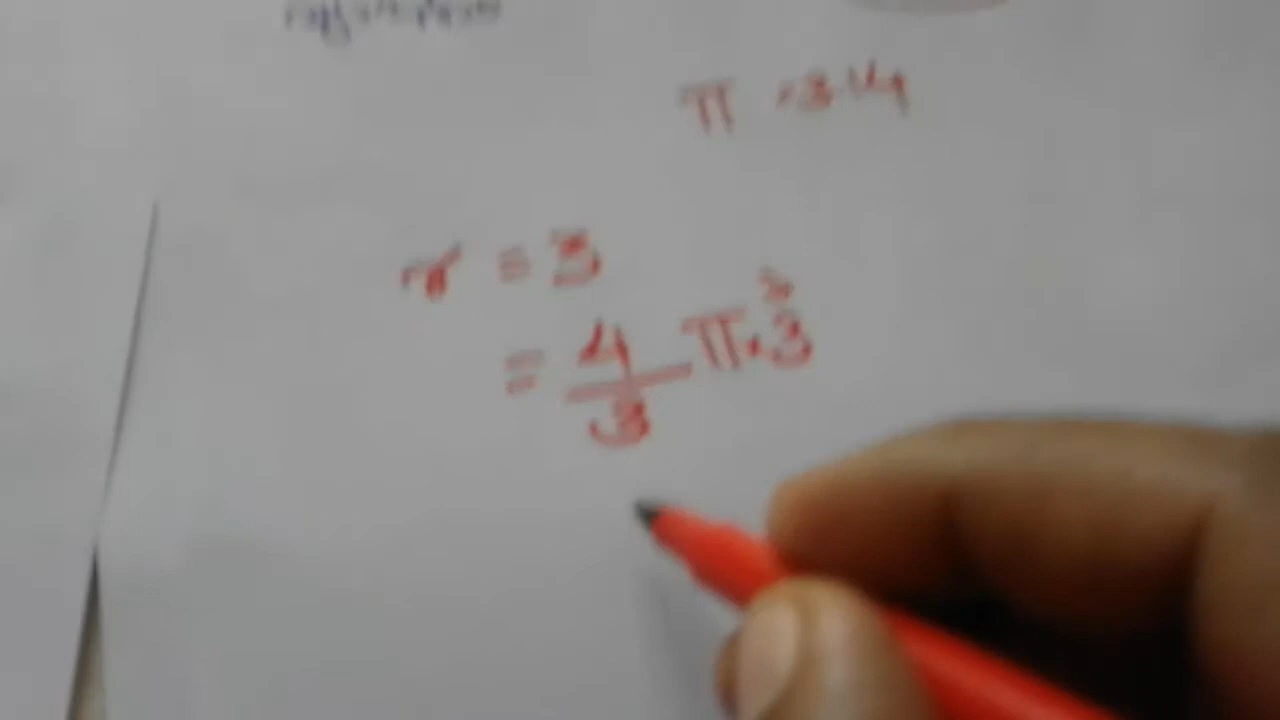 π = 3.14
r = 3
= 4/3 π × 3³